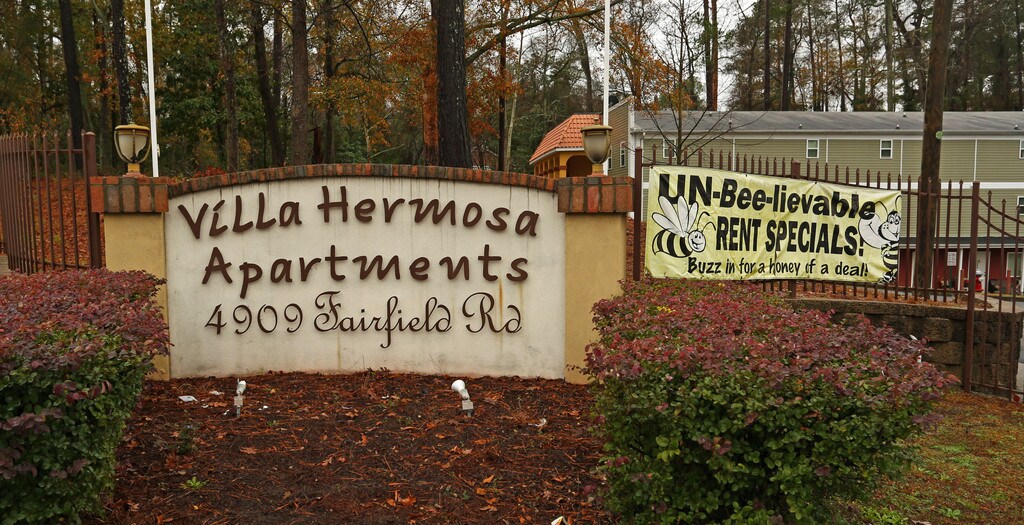 Villa Hermosa
Apartments
4909 Fairfield Rd
UN-Bee-lievable
RENT SPECIALS!
Buzz in for a honey of a deal!